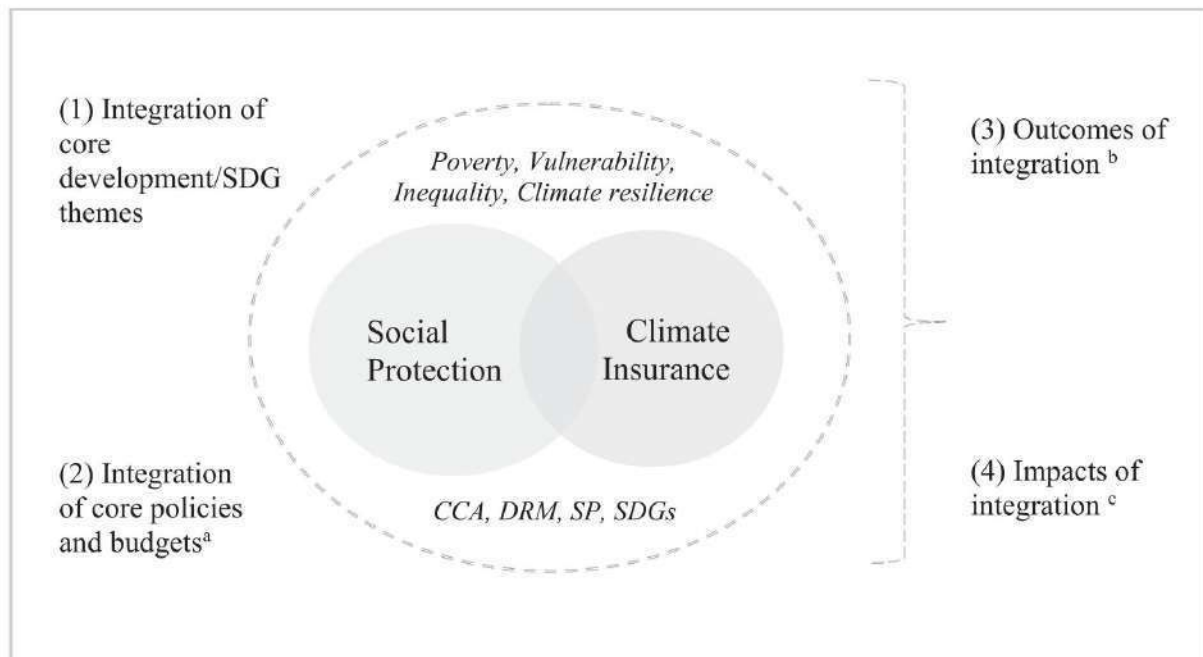 (1) Integration of
core
development/SDG
themes
Poverty, Vulnerability,
Inequality, Climate resilience
(3) Outcomes of
integration ᵇ
Social
Protection
Climate
Insurance
(2) Integration
of core policies
and budgetsᵃ
CCA, DRM, SP, SDGs
(4) Impacts of
integration ᶜ